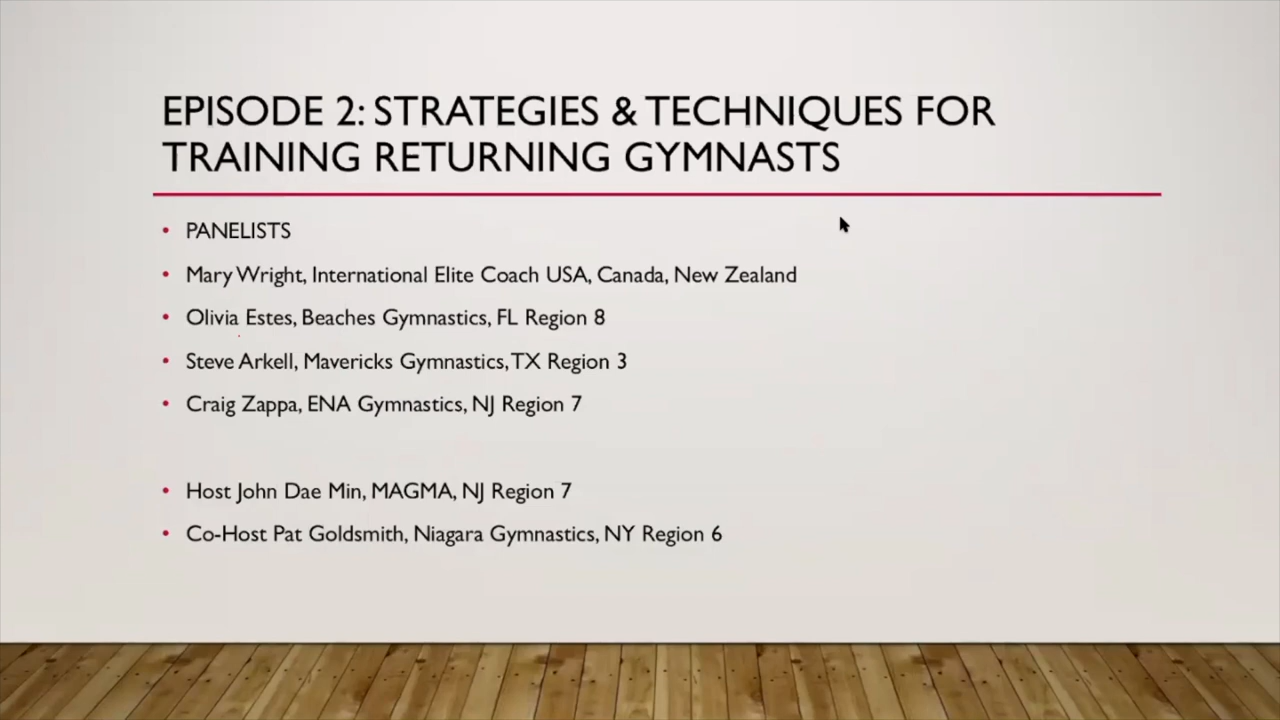 EPISODE 2: STRATEGIES & TECHNIQUES FOR
TRAINING RETURNING GYMNASTS
• PANELISTS
• Mary Wright, International Elite Coach USA, Canada, New Zealand
• Olivia Estes, Beaches Gymnastics, FL Region 8
• Steve Arkell, Mavericks Gymnastics, TX Region 3
• Craig Zappa, ENA Gymnastics, NJ Region 7
• Host John Dae Min, MAGMA, NJ Region 7
• Co-Host Pat Goldsmith, Niagara Gymnastics, NY Region 6